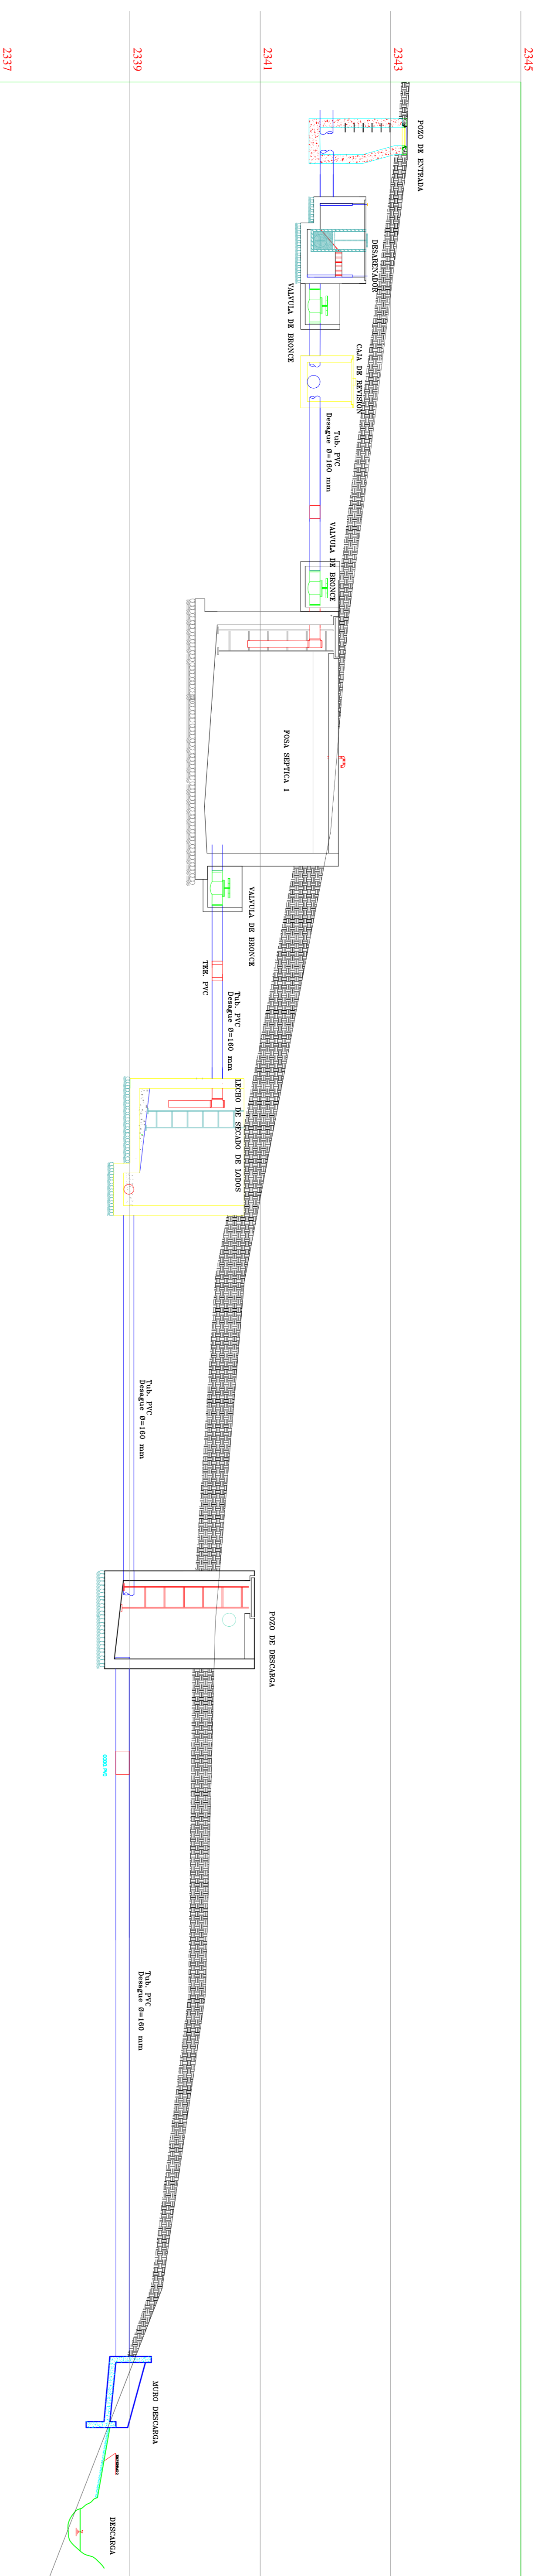 2345
2343
2341
2339
2337
POZO DE ENTRADA
DESARENADOR
VALVULA DE BRONCE
CAJA DE REVISION
Tub. PVC
Desague Ø=160 mm
VALVULA DE BRONCE
FOSA SEPTICA 1
VALVULA DE BRONCE
TEE. PVC
Tub. PVC
Desague Ø=160 mm
LECHO DE SECADO DE LODOS
Tub. PVC
Desague Ø=160 mm
POZO DE DESCARGA
Tub. PVC
Desague Ø=160 mm
MURO DESCARGA
DESCARGA